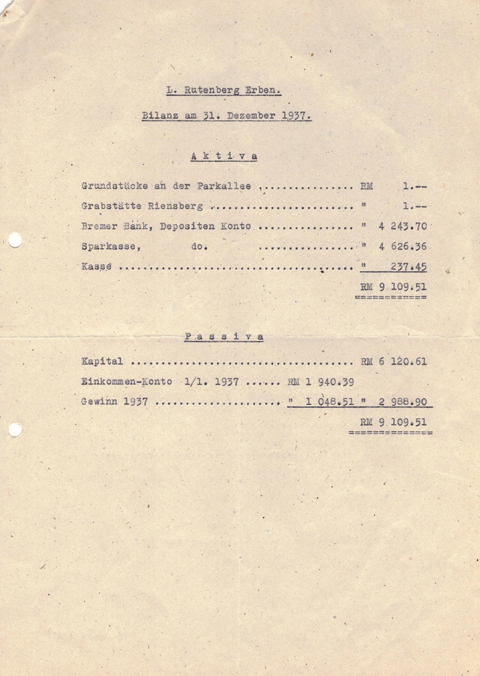 L. Rutenberg Erben.
Bilanz am 31. Dezember 1937.
A k t i v a
Grundstücke an der Parkallee ............... RM 1.--
Grabstätte Riensberg ...................... " 1.--
Bremer Bank, Depositen Konto ............... " 4 243.70
Sparkasse, do. ............... " 4 626.36
Kasse ..................................... " 237.45
RM 9 109.51
============
P a s s i v a
Kapital ................................... RM 6 120.61
Einkommen-Konto 1/1. 1937 ...... RM 1 940.39
Gewinn 1937 .................... " 1 048.51 " 2 988.90
RM 9 109.51
==============